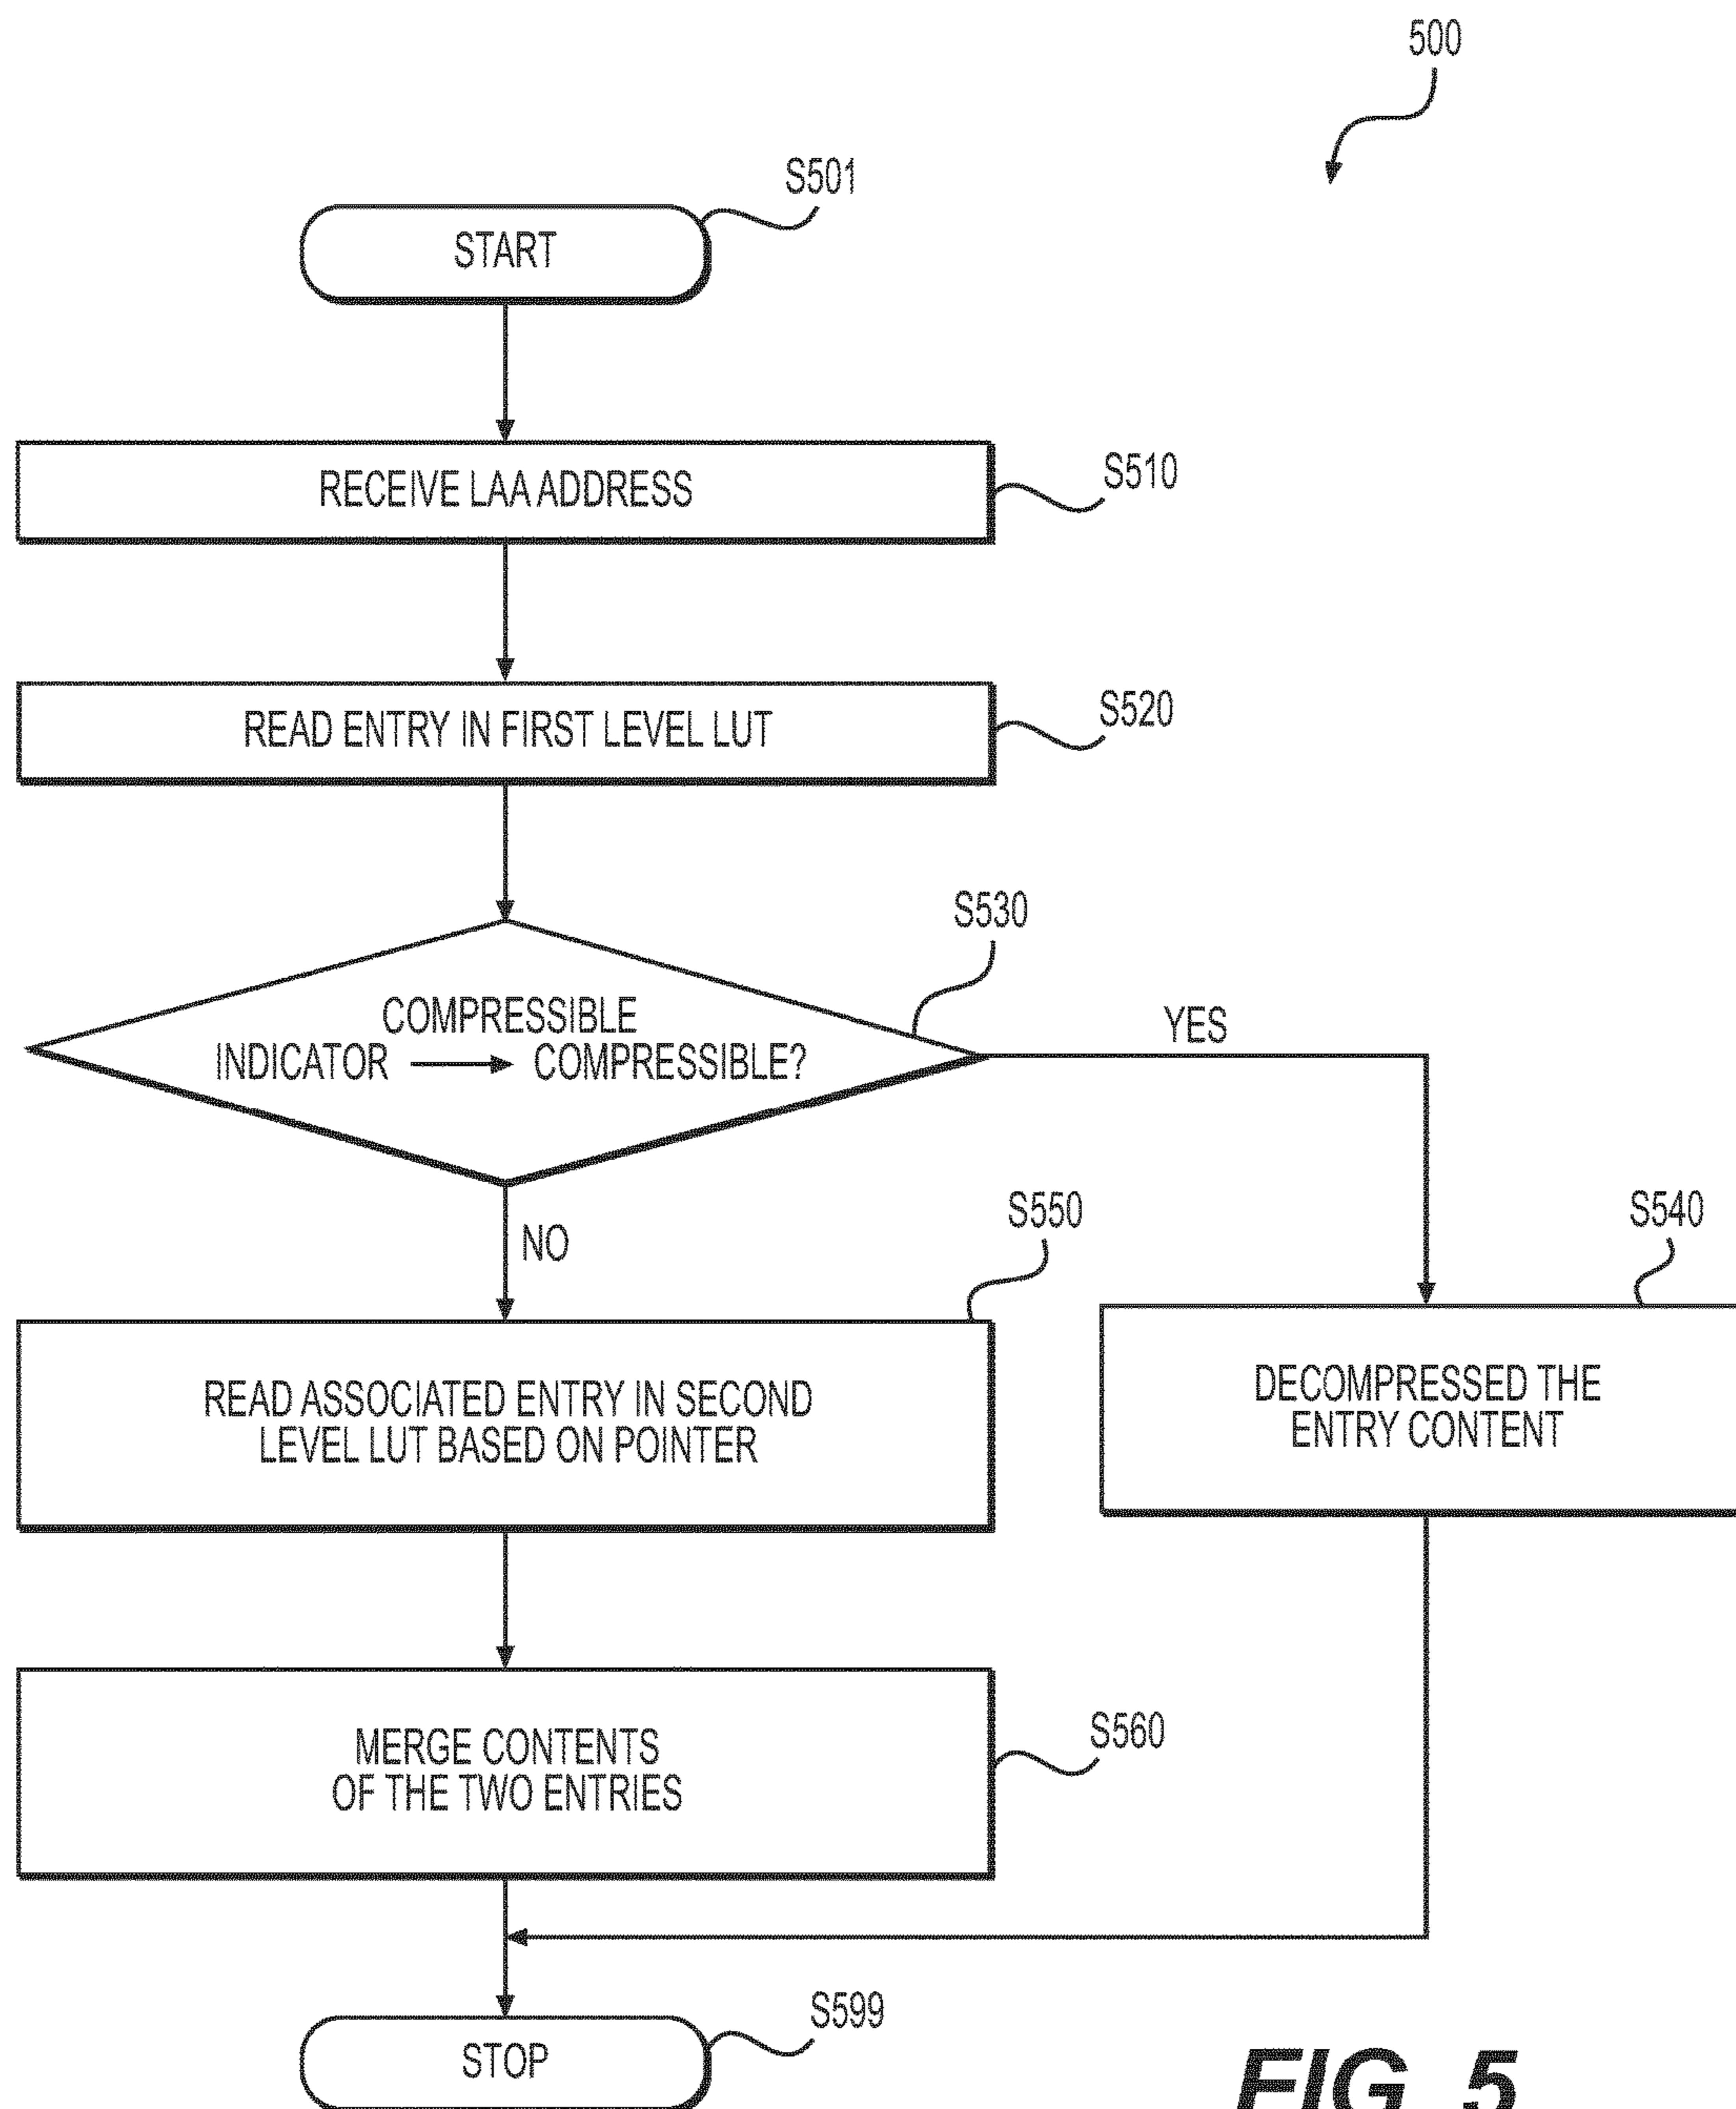 500
S501
START
RECEIVE LAA ADDRESS
S510
READ ENTRY IN FIRST LEVEL LUT
S520
S530
COMPRESSIBLE
INDICATOR → COMPRESSIBLE?
YES
NO
S550
S540
READ ASSOCIATED ENTRY IN SECOND
LEVEL LUT BASED ON POINTER
DECOMPRESSED THE
ENTRY CONTENT
MERGE CONTENTS
OF THE TWO ENTRIES
S560
STOP
S599
FIG. 5